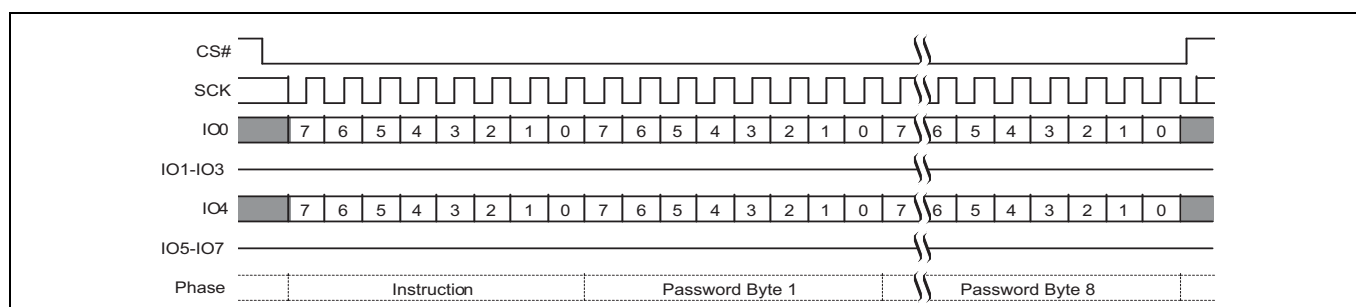 CS#
SCK
IO0 7 6 5 4 3 2 1 0 7 6 5 4 3 2 1 0 7 6 5 4 3 2 1 0
IO1-IO3
IO4 7 6 5 4 3 2 1 0 7 6 5 4 3 2 1 0 7 6 5 4 3 2 1 0
IO5-IO7
Phase Instruction Password Byte 1 Password Byte 8